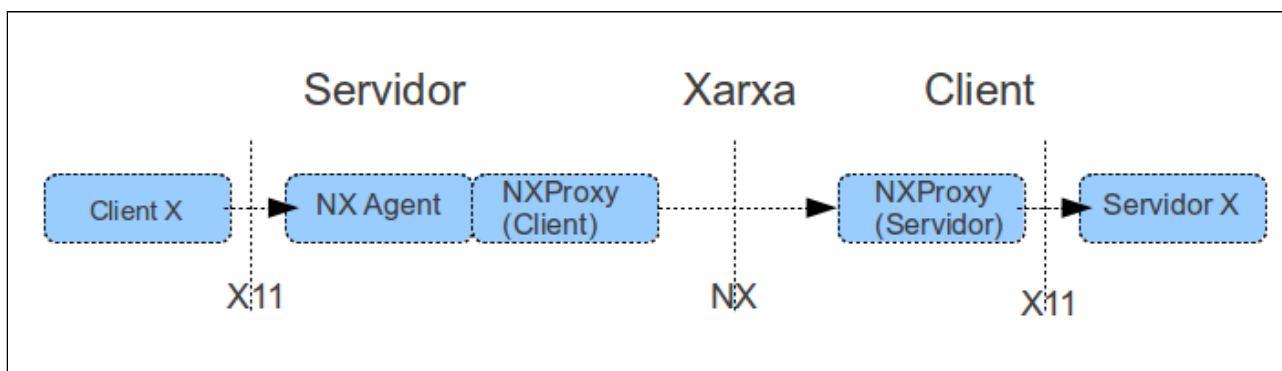 Servidor
Xarxa
Client
Client X
NX Agent
NXProxy
(Client)
NXProxy
(Servidor)
Servidor X
X11
NX
X11